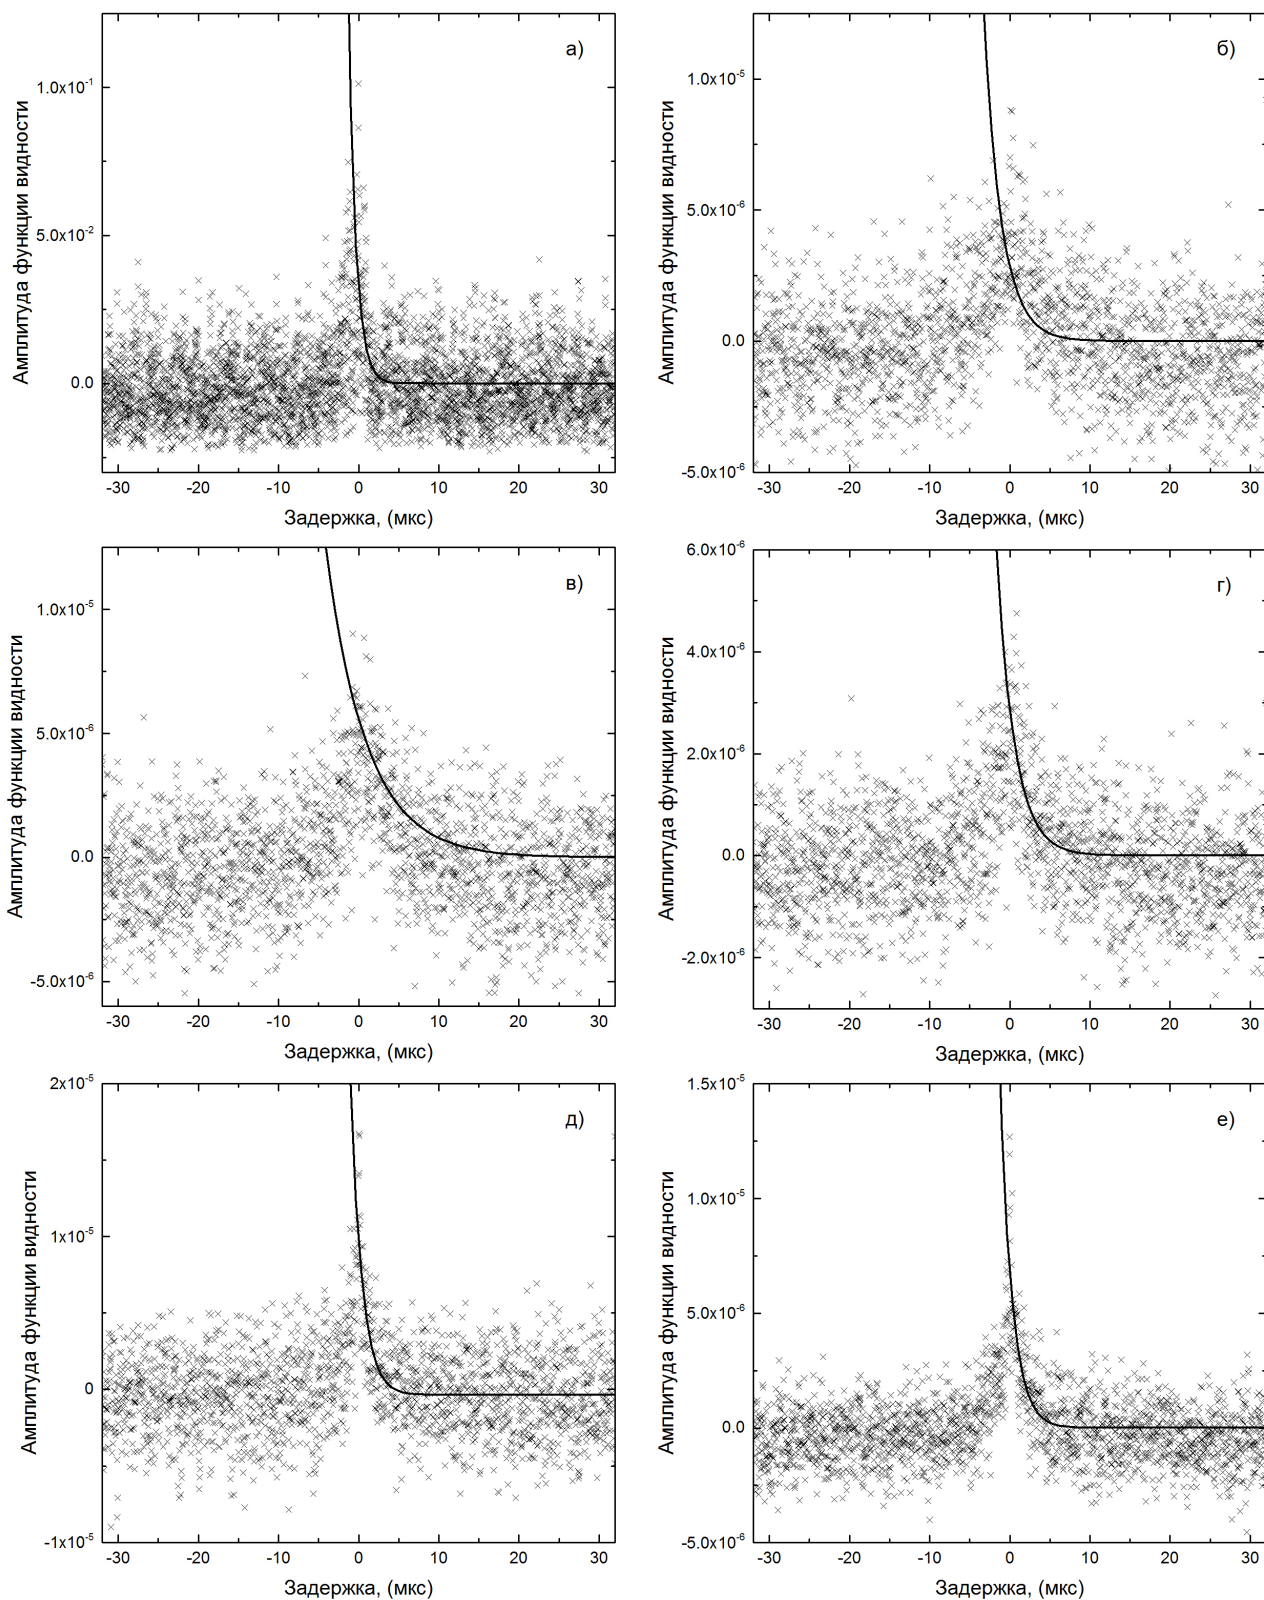 а)
Амплитуда функции видности
1.0x10⁻¹
5.0x10⁻²
0.0
-30 -20 -10 0 10 20 30
Задержка, (мкс)
б)
Амплитуда функции видности
1.0x10⁻⁵
5.0x10⁻⁶
0.0
-5.0x10⁻⁶
-30 -20 -10 0 10 20 30
Задержка, (мкс)
в)
Амплитуда функции видности
1.0x10⁻⁵
5.0x10⁻⁶
0.0
-5.0x10⁻⁶
-30 -20 -10 0 10 20 30
Задержка, (мкс)
г)
Амплитуда функции видности
6.0x10⁻⁶
4.0x10⁻⁶
2.0x10⁻⁶
0.0
-2.0x10⁻⁶
-30 -20 -10 0 10 20 30
Задержка, (мкс)
д)
Амплитуда функции видности
2x10⁻⁵
1x10⁻⁵
0
-1x10⁻⁵
-30 -20 -10 0 10 20 30
Задержка, (мкс)
е)
Амплитуда функции видности
1.5x10⁻⁵
1.0x10⁻⁵
5.0x10⁻⁶
0.0
-5.0x10⁻⁶
-30 -20 -10 0 10 20 30
Задержка, (мкс)